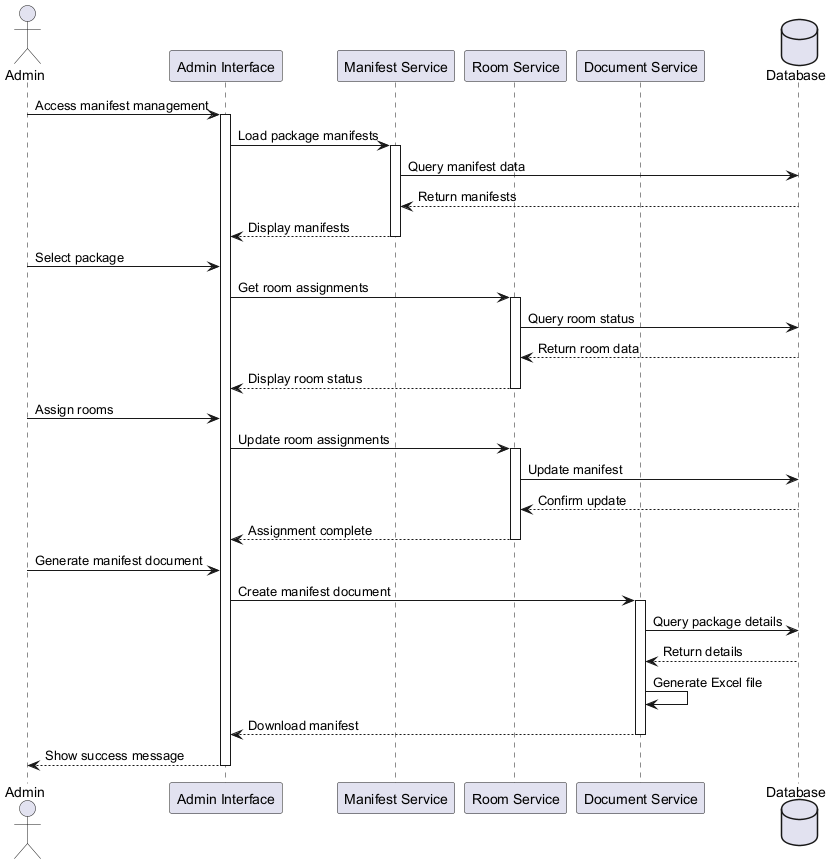 Admin
Admin Interface
Manifest Service
Room Service
Document Service
Database
Access manifest management
Load package manifests
Query manifest data
Return manifests
Display manifests
Select package
Get room assignments
Query room status
Return room data
Display room status
Assign rooms
Update room assignments
Update manifest
Confirm update
Assignment complete
Generate manifest document
Create manifest document
Query package details
Return details
Generate Excel file
Download manifest
Show success message
Admin
Admin Interface
Manifest Service
Room Service
Document Service
Database